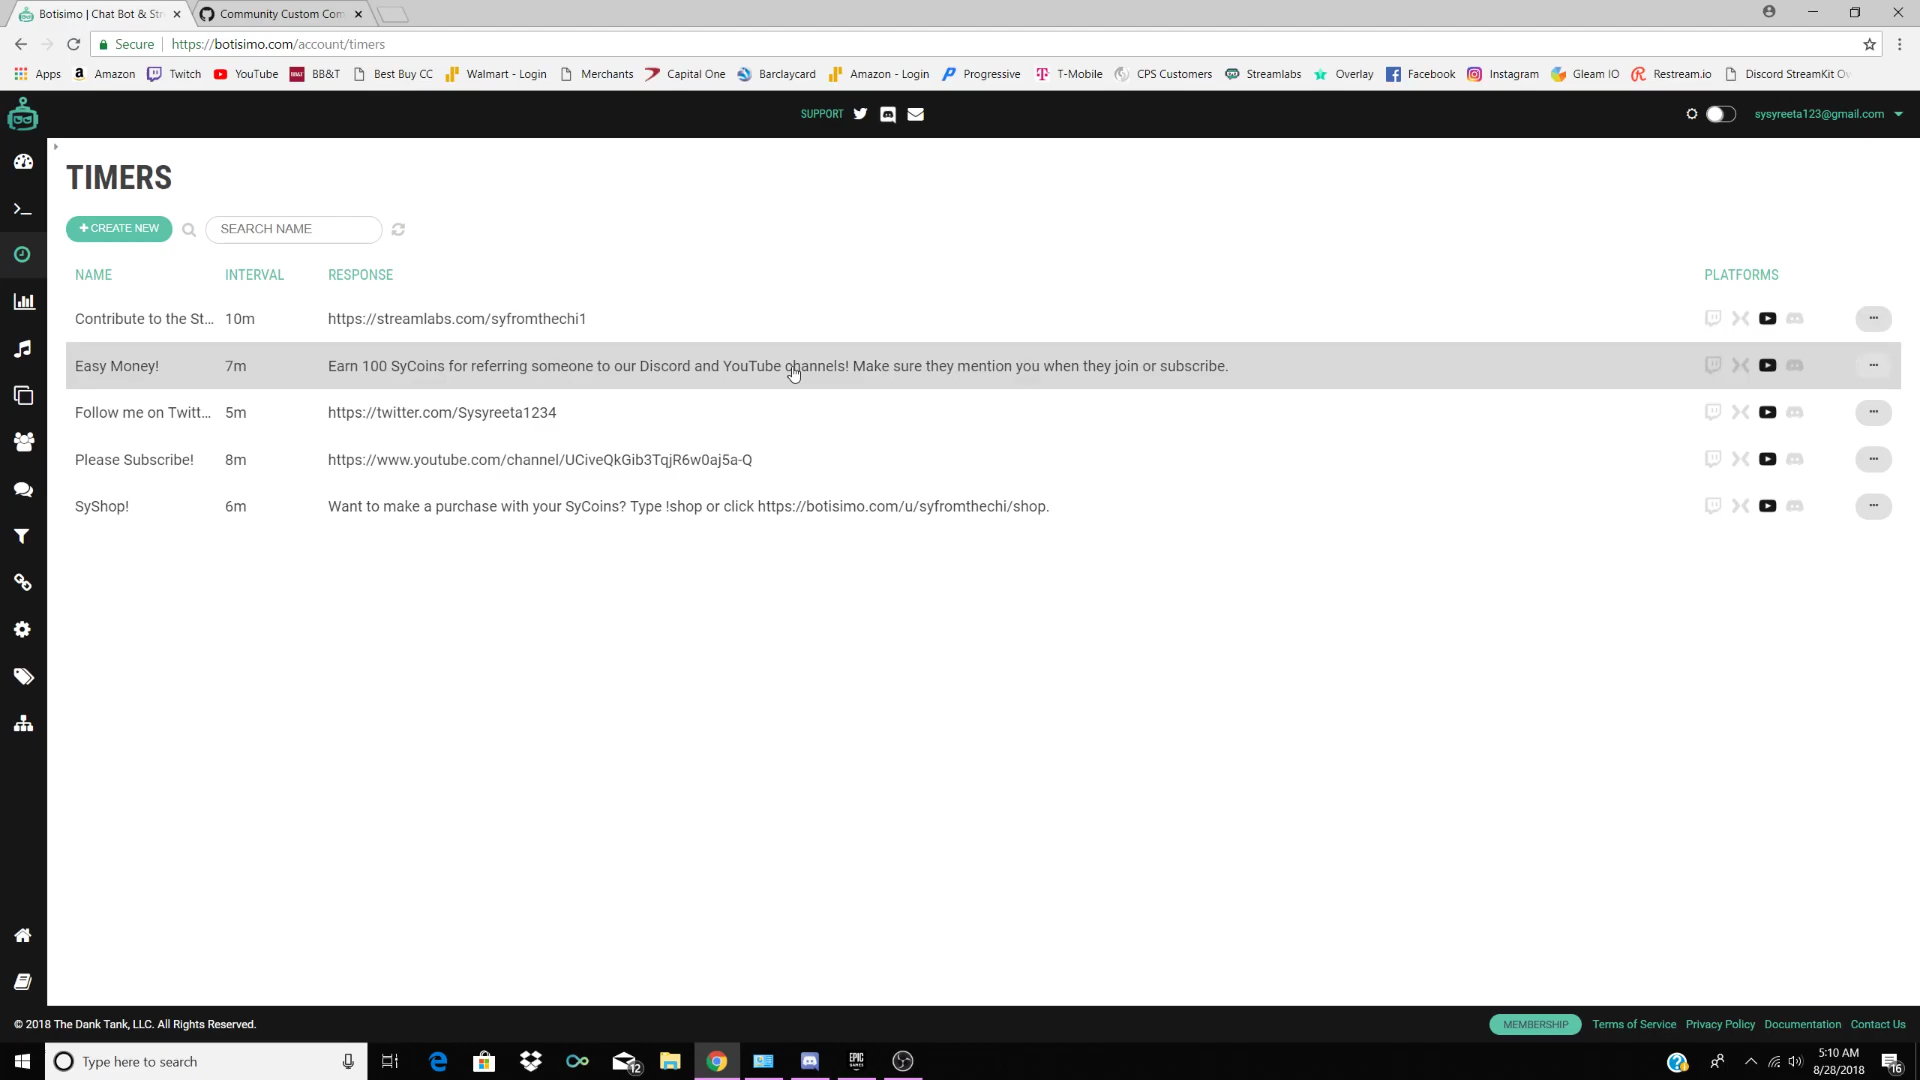 Botisimo | Chat Bot & Str
Community Custom Com
Secure
https://botisimo.com/account/timers
Apps
Amazon
Twitch
YouTube
BB&T
Best Buy CC
Walmart - Login
Merchants
Capital One
Barclaycard
Amazon - Login
Progressive
T-Mobile
CPS Customers
Streamlabs
Overlay
Facebook
Instagram
Gleam IO
Restream.io
Discord StreamKit Ov
SUPPORT
sysyreeta123@gmail.com
TIMERS
+ CREATE NEW
SEARCH NAME
NAME INTERVAL RESPONSE PLATFORMS
Contribute to the St... 10m https://streamlabs.com/syfromthechi1
Easy Money! 7m Earn 100 SyCoins for referring someone to our Discord and YouTube channels! Make sure they mention you when they join or subscribe.
Follow me on Twitt... 5m https://twitter.com/Sysyreeta1234
Please Subscribe! 8m https://www.youtube.com/channel/UCiveQkGib3TqjR6w0aj5a-Q
SyShop! 6m Want to make a purchase with your SyCoins? Type !shop or click https://botisimo.com/u/syfromthechi/shop.
© 2018 The Dank Tank, LLC. All Rights Reserved.
MEMBERSHIP
Terms of Service
Privacy Policy
Documentation
Contact Us
Type here to search
12
EPIC
GAMES
5:10 AM
8/28/2018
16